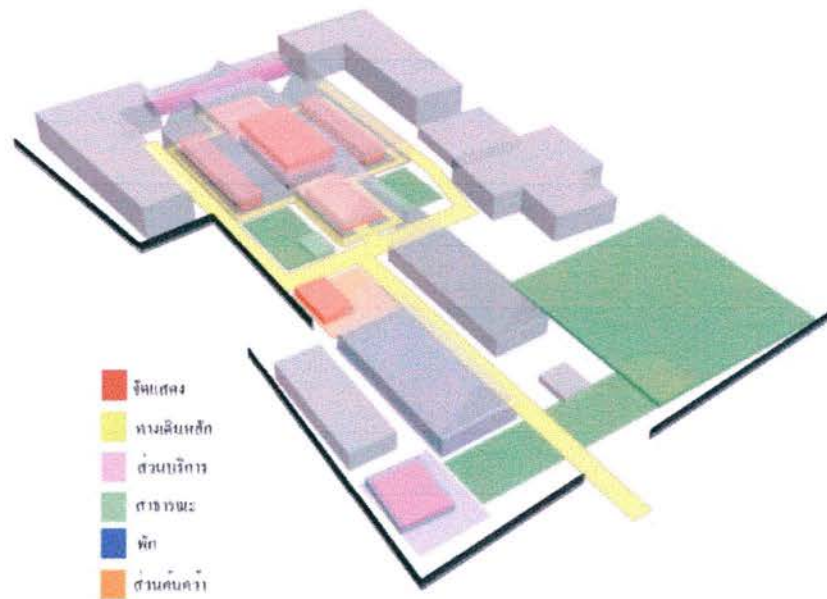 จัดแสดง
ทางเดินหลัก
ส่วนบริการ
สาธารณะ
พัก
ส่วนค้นคว้า